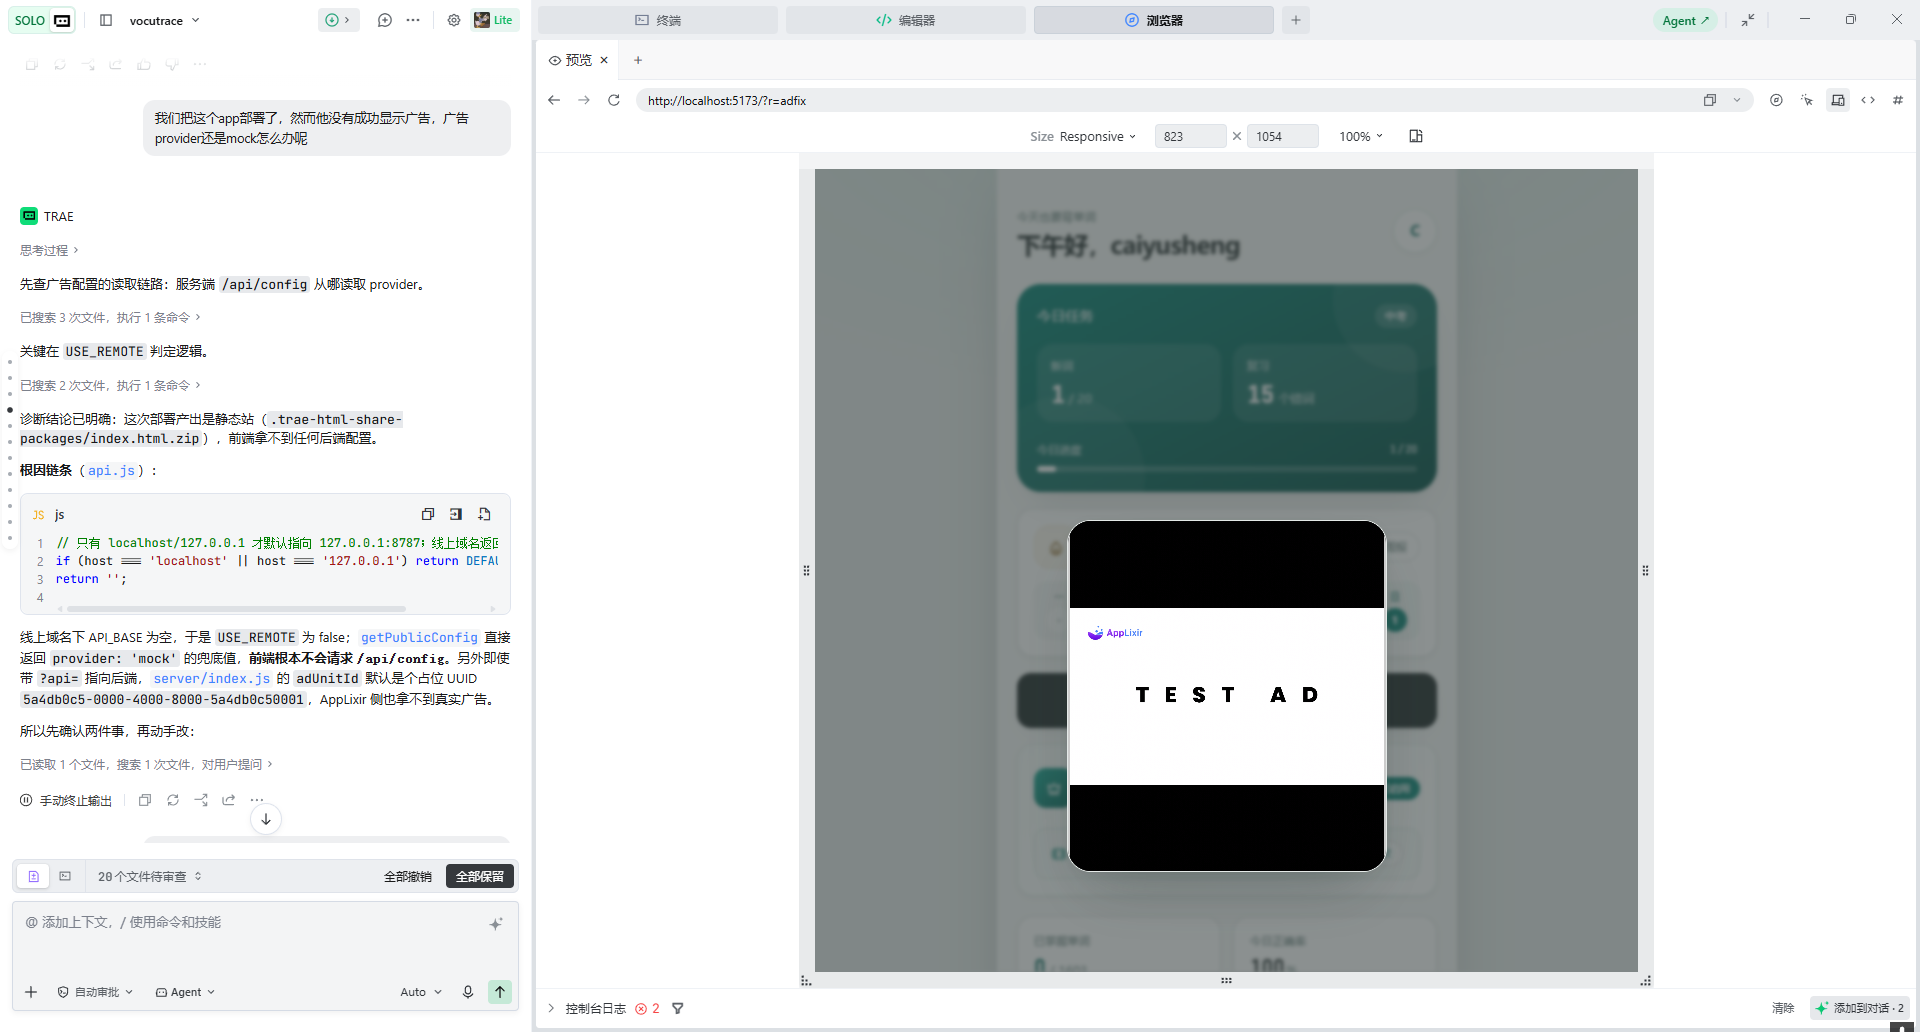 SOLO
vocutrace
Lite
终端
编辑器
浏览器
Agent
我们把这个app部署了，然而他没有成功显示广告，广告
provider还是mock怎么办呢
TRAE
思考过程
先查广告配置的读取链路：服务端 /api/config 从哪读取 provider。
已搜索 3 次文件，执行 1 条命令
关键在 USE_REMOTE 判定逻辑。
已搜索 2 次文件，执行 1 条命令
诊断结论已明确：这次部署产出是静态站（.trae-html-share-
packages/index.html.zip），前端拿不到任何后端配置。
根因链条（api.js）：
JS js
1 // 只有 localhost/127.0.0.1 才默认指向 127.0.0.1:8787；线上域名返回
2 if (host === 'localhost' || host === '127.0.0.1') return DEFAU
3 return '';
4
线上域名下 API_BASE 为空，于是 USE_REMOTE 为 false；getPublicConfig 直接
返回 provider: 'mock' 的兜底值，前端根本不会请求 /api/config。另外即使
带 ?api= 指向后端，server/index.js 的 adUnitId 默认是个占位 UUID
5a4db0c5-0000-4000-8000-5a4db0c50001，AppLixir 侧也拿不到真实广告。
所以先确认两件事，再动手改：
已读取 1 个文件，搜索 1 次文件，对用户提问
手动终止输出
20个文件待审查
全部撤销
全部保留
@ 添加上下文，/ 使用命令和技能
自动审批
Agent
Auto
预览
http://localhost:5173/?r=adfix
Size Responsive
823 × 1054
100%
下午好，caiyusheng
C
今日任务
1 / 20
15
1 / 20
AppLixir
TEST AD
100
控制台日志
2
清除
添加到对话 · 2